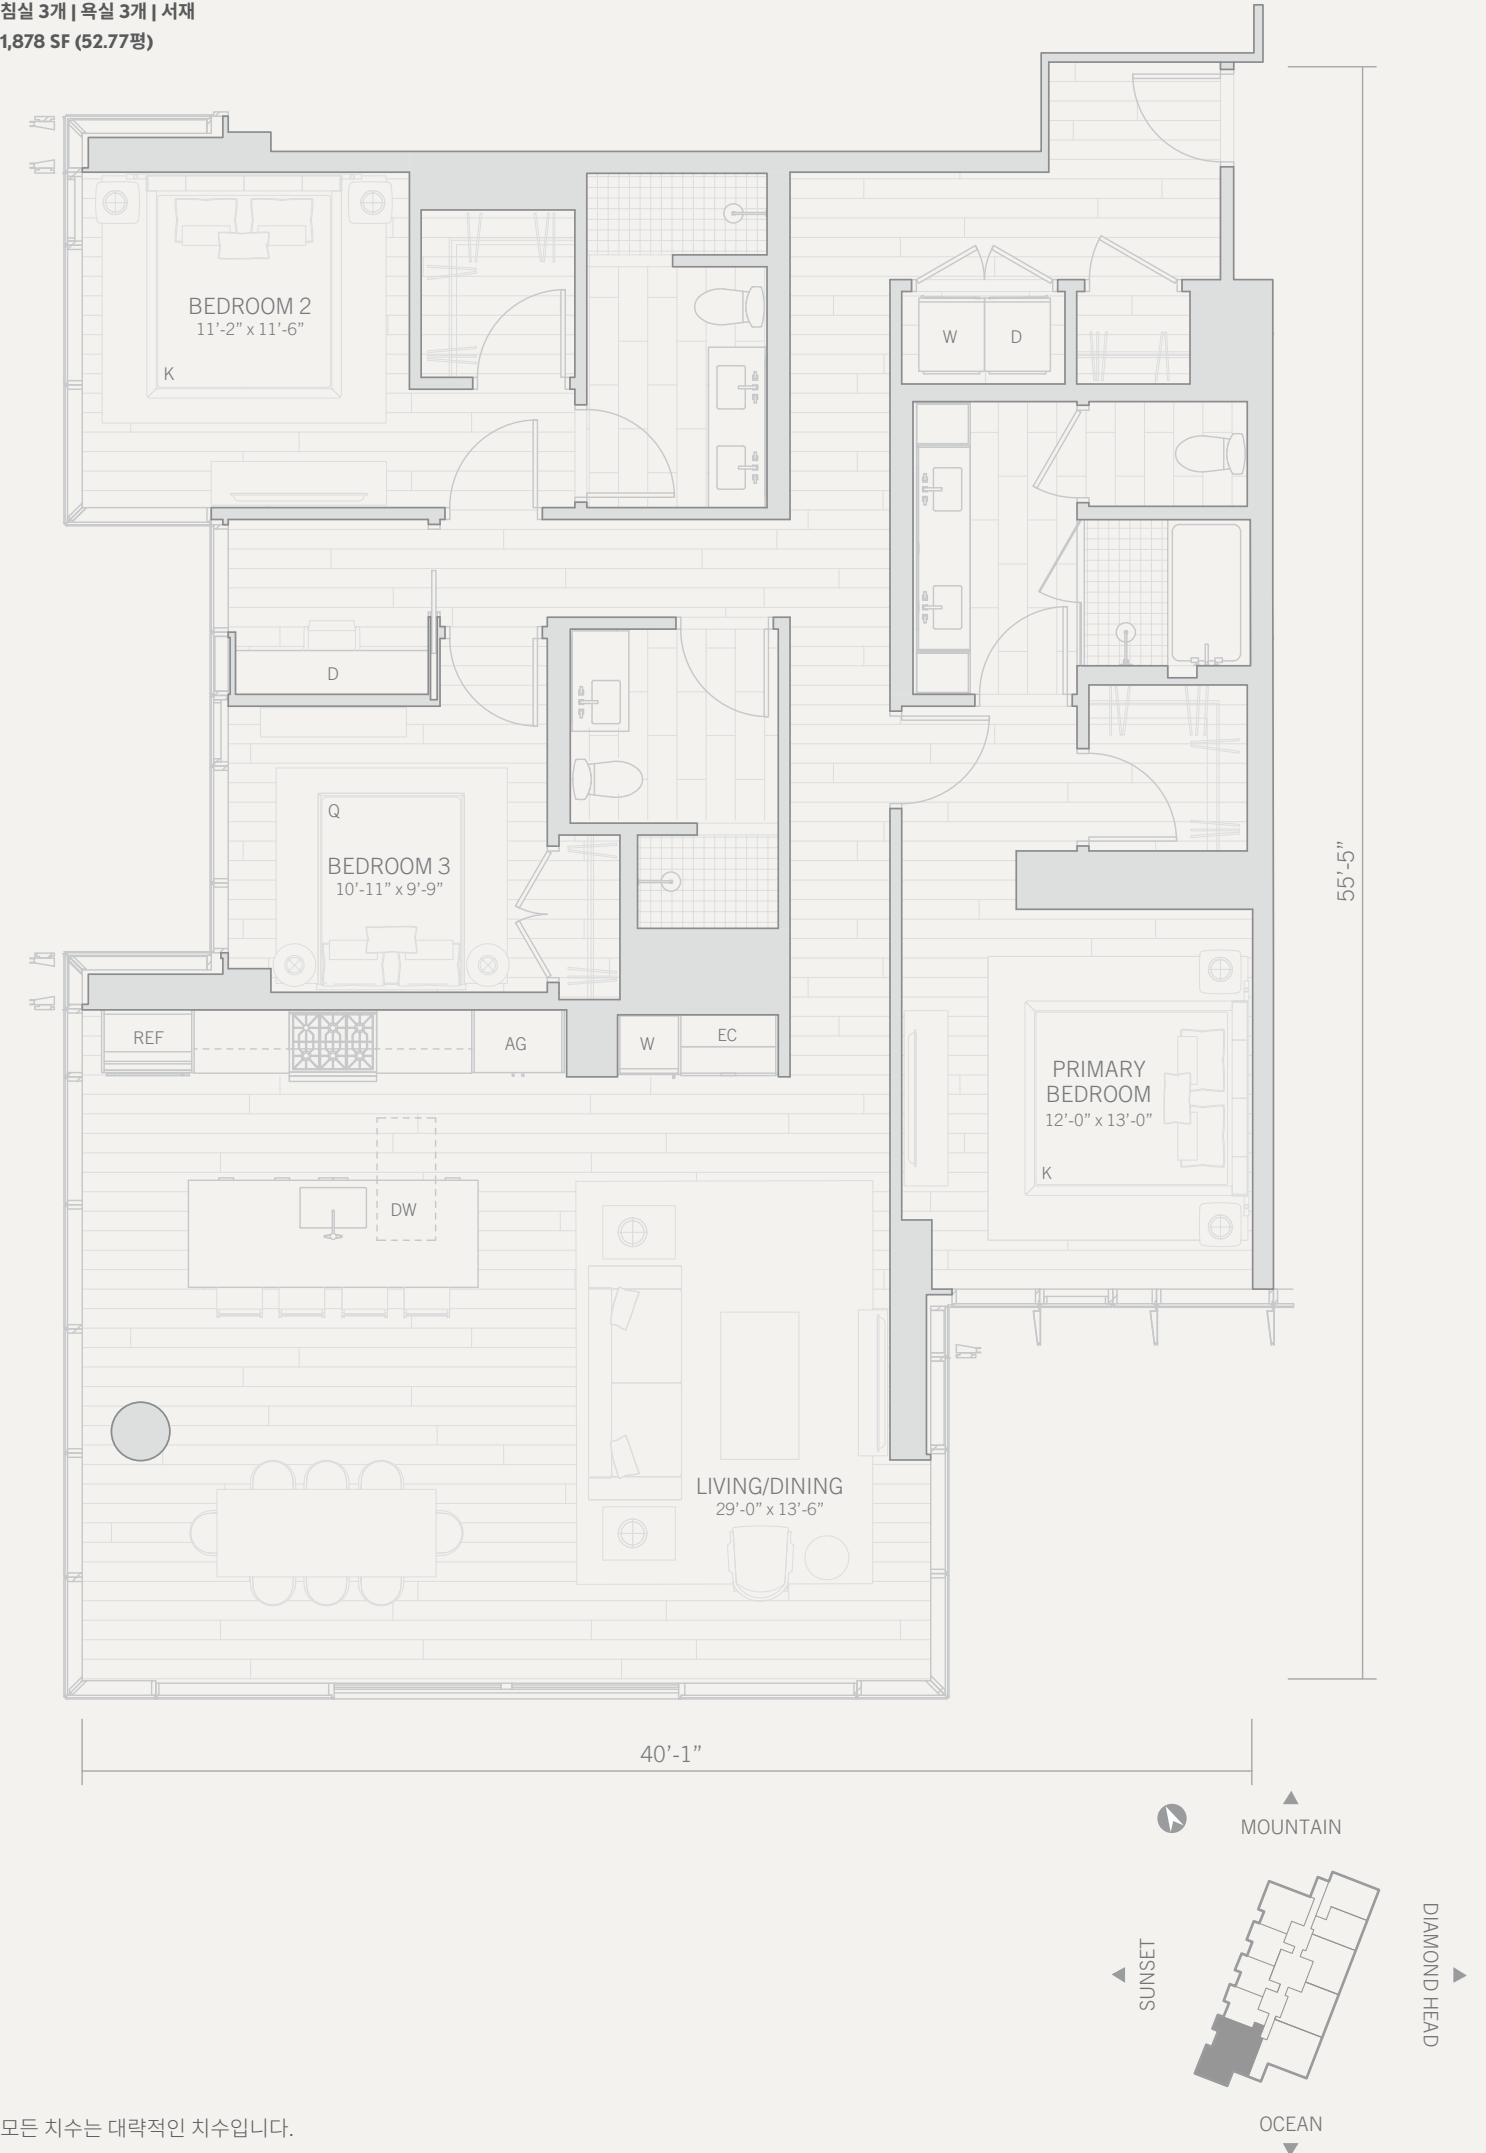 침실 3개 | 욕실 3개 | 서재
1,878 SF (52.77평)
BEDROOM 2
11’-2” x 11’-6”
K
W
D
D
Q
BEDROOM 3
10’-11” x 9’-9”
55’-5”
REF
AG
W
EC
PRIMARY
BEDROOM
12’-0” x 13’-0”
K
DW
LIVING/DINING
29’-0” x 13’-6”
40’-1”
MOUNTAIN
SUNSET
DIAMOND HEAD
OCEAN
모든 치수는 대략적인 치수입니다.